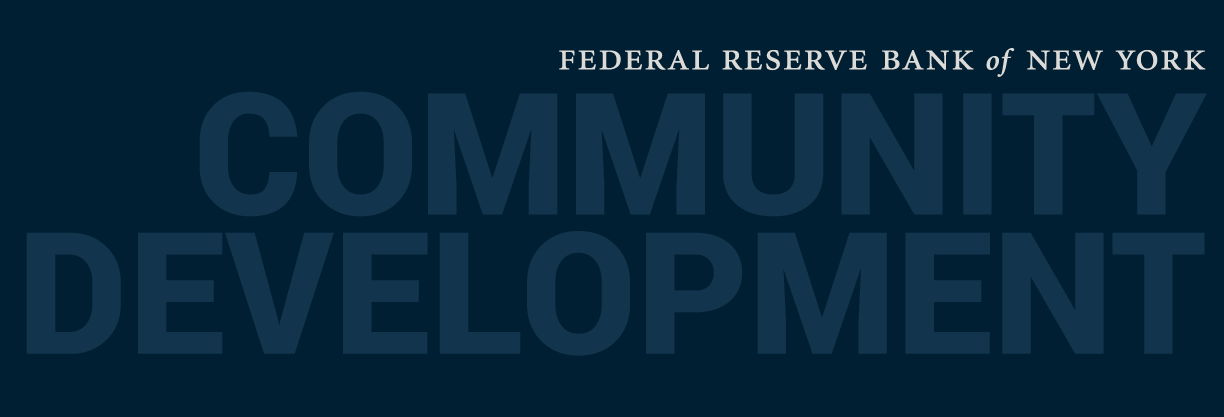 FEDERAL RESERVE BANK of NEW YORK
COMMUNITY
DEVELOPMENT